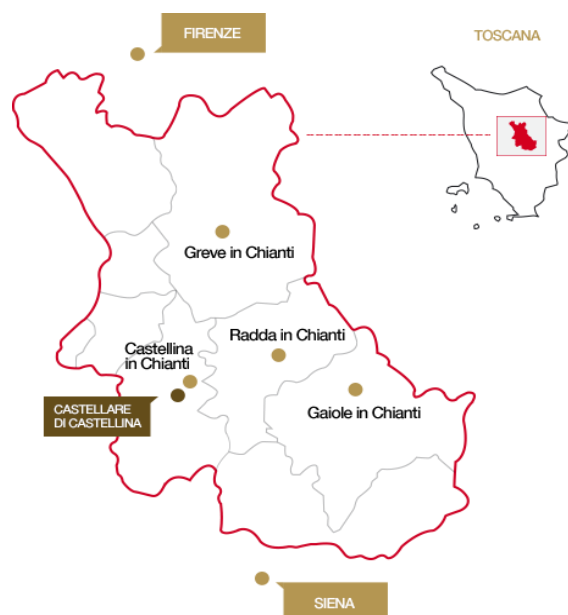 FIRENZE
TOSCANA
Greve in Chianti
Radda in Chianti
Castellina
in Chianti
Gaiole in Chianti
CASTELLARE
DI CASTELLINA
SIENA